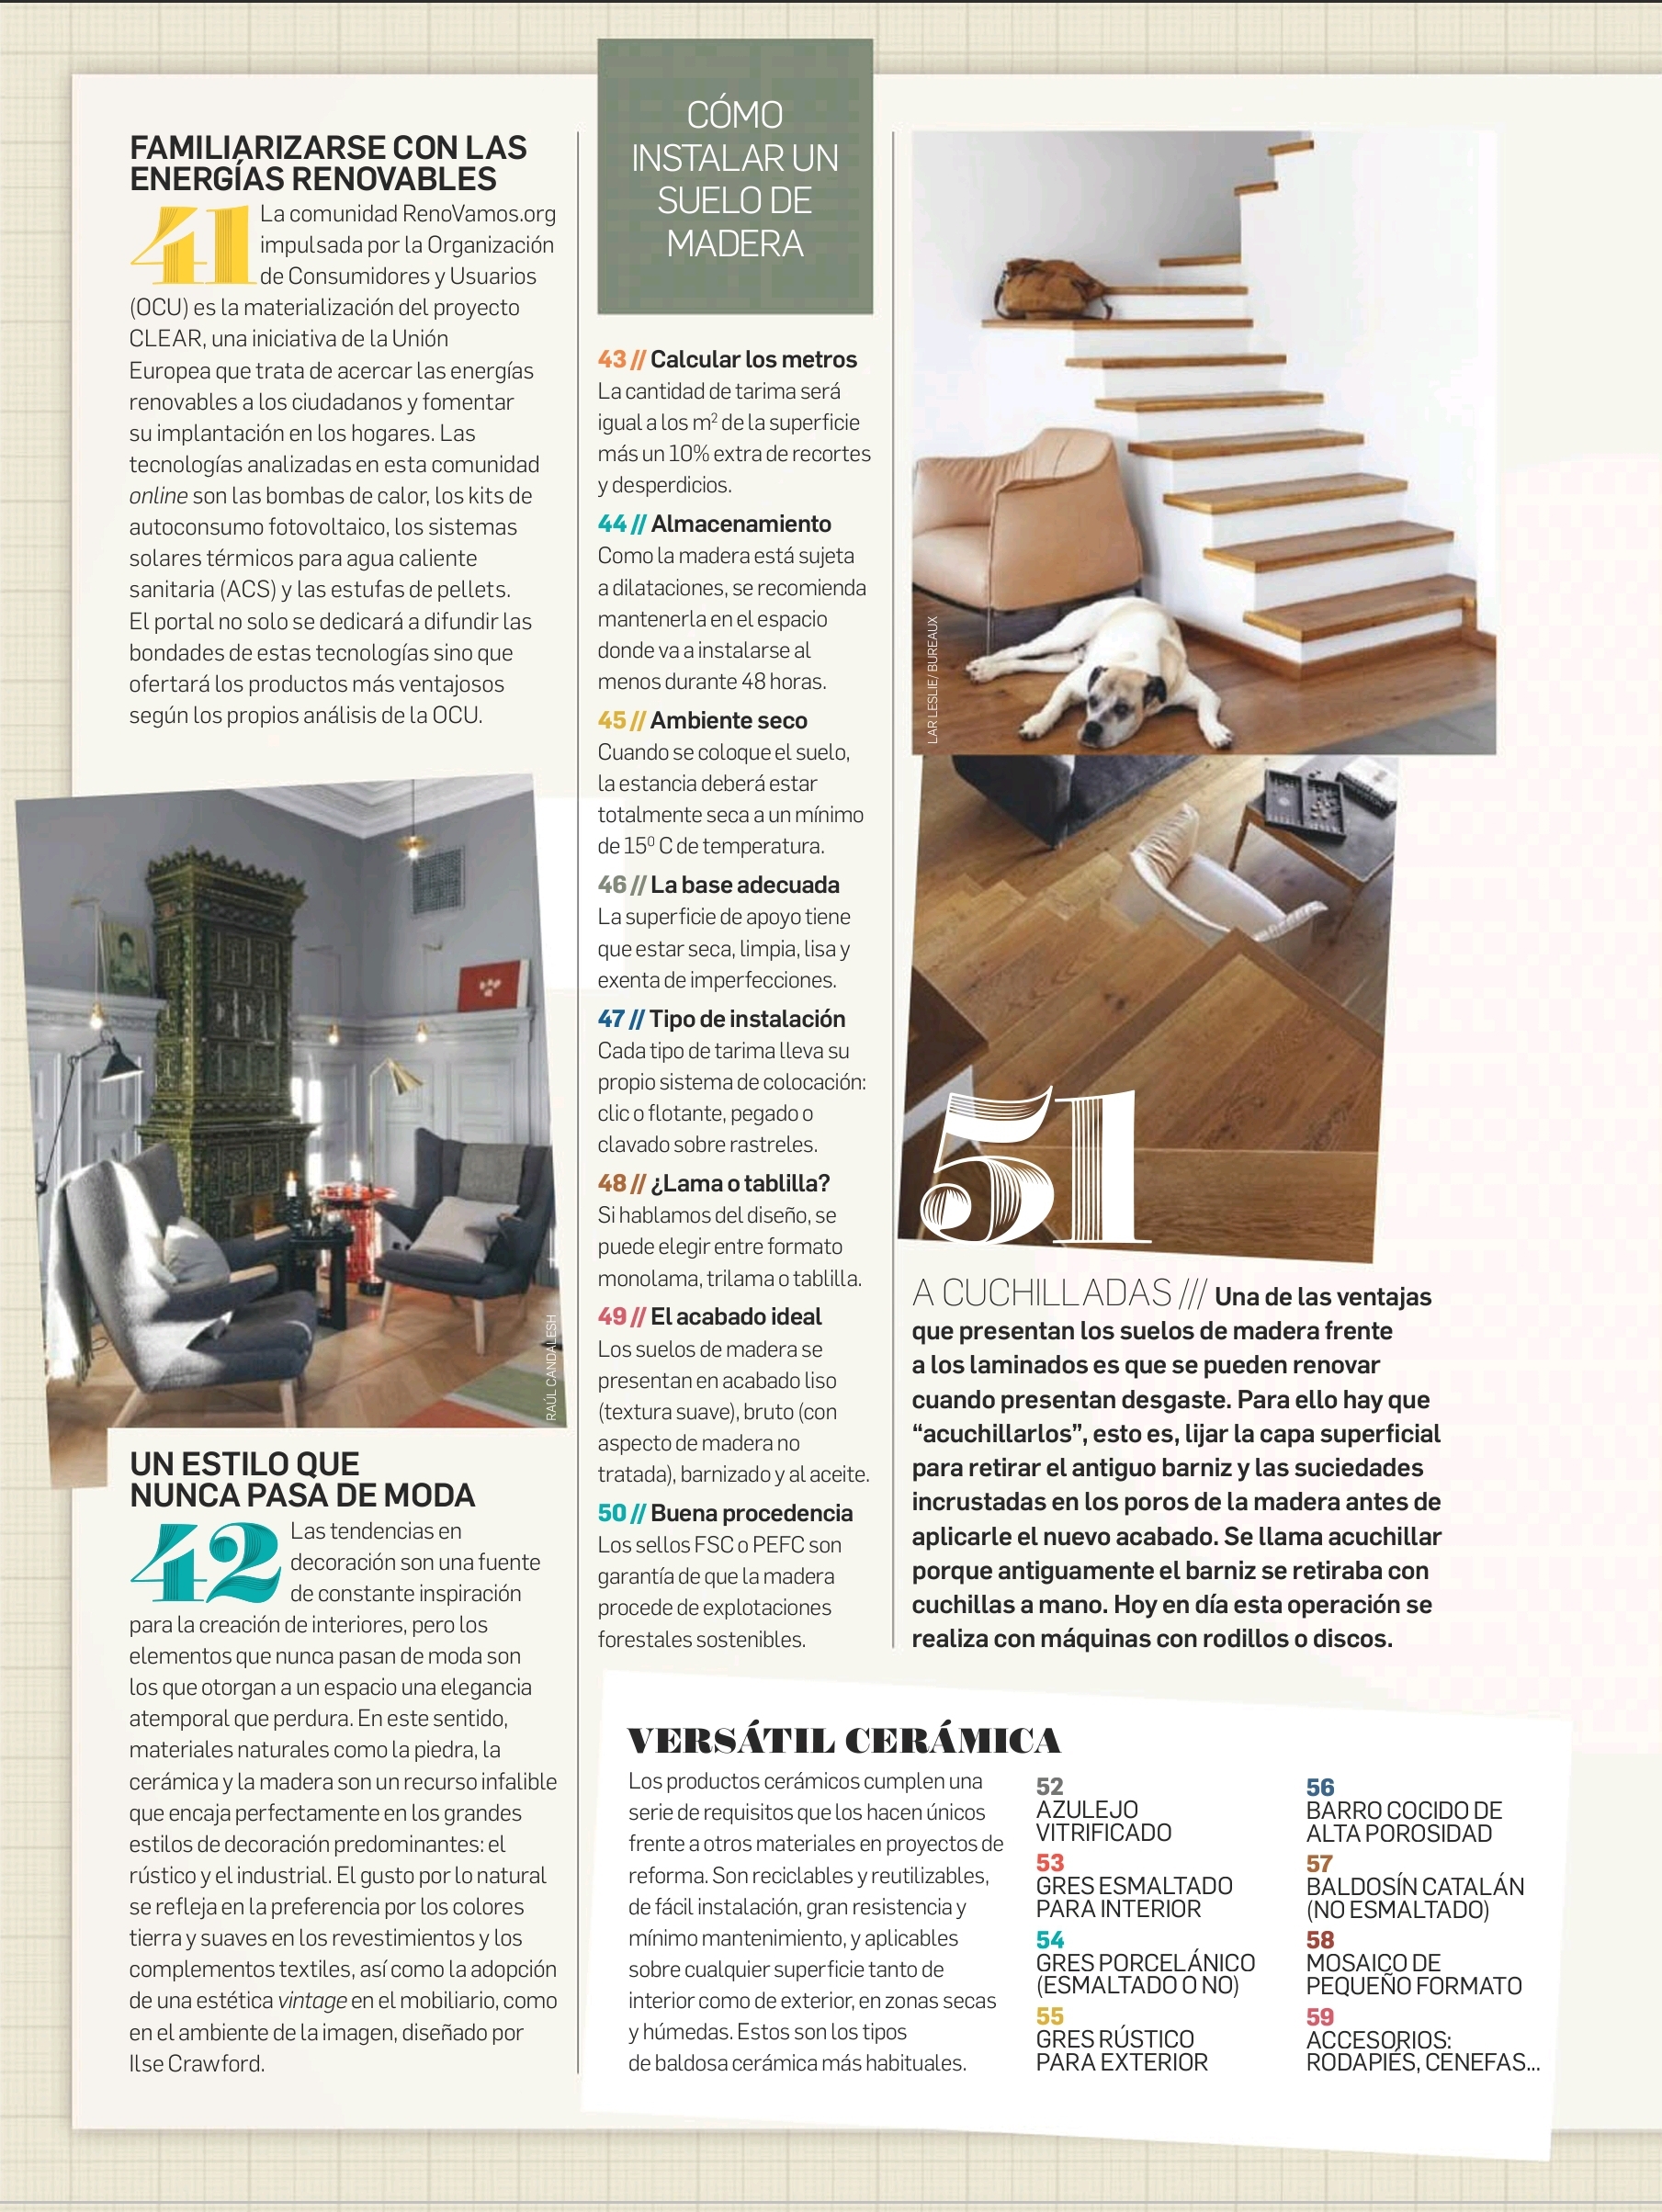 FAMILIARIZARSE CON LAS
ENERGÍAS RENOVABLES
41 La comunidad RenoVamos.org
impulsada por la Organización
de Consumidores y Usuarios
(OCU) es la materialización del proyecto
CLEAR, una iniciativa de la Unión
Europea que trata de acercar las energías
renovables a los ciudadanos y fomentar
su implantación en los hogares. Las
tecnologías analizadas en esta comunidad
online son las bombas de calor, los kits de
autoconsumo fotovoltaico, los sistemas
solares térmicos para agua caliente
sanitaria (ACS) y las estufas de pellets.
El portal no solo se dedicará a difundir las
bondades de estas tecnologías sino que
ofertará los productos más ventajosos
según los propios análisis de la OCU.
RAÚL CANDALESH
UN ESTILO QUE
NUNCA PASA DE MODA
42 Las tendencias en
decoración son una fuente
de constante inspiración
para la creación de interiores, pero los
elementos que nunca pasan de moda son
los que otorgan a un espacio una elegancia
atemporal que perdura. En este sentido,
materiales naturales como la piedra, la
cerámica y la madera son un recurso infalible
que encaja perfectamente en los grandes
estilos de decoración predominantes: el
rústico y el industrial. El gusto por lo natural
se refleja en la preferencia por los colores
tierra y suaves en los revestimientos y los
complementos textiles, así como la adopción
de una estética vintage en el mobiliario, como
en el ambiente de la imagen, diseñado por
Ilse Crawford.
CÓMO
INSTALAR UN
SUELO DE
MADERA
43 // Calcular los metros
La cantidad de tarima será
igual a los m² de la superficie
más un 10% extra de recortes
y desperdicios.
44 // Almacenamiento
Como la madera está sujeta
a dilataciones, se recomienda
mantenerla en el espacio
donde va a instalarse al
menos durante 48 horas.
45 // Ambiente seco
Cuando se coloque el suelo,
la estancia deberá estar
totalmente seca a un mínimo
de 15⁰ C de temperatura.
46 // La base adecuada
La superficie de apoyo tiene
que estar seca, limpia, lisa y
exenta de imperfecciones.
47 // Tipo de instalación
Cada tipo de tarima lleva su
propio sistema de colocación:
clic o flotante, pegado o
clavado sobre rastreles.
48 // ¿Lama o tablilla?
Si hablamos del diseño, se
puede elegir entre formato
monolama, trilama o tablilla.
49 // El acabado ideal
Los suelos de madera se
presentan en acabado liso
(textura suave), bruto (con
aspecto de madera no
tratada), barnizado y al aceite.
50 // Buena procedencia
Los sellos FSC o PEFC son
garantía de que la madera
procede de explotaciones
forestales sostenibles.
LAR LESLIE/ BUREAUX
51
A CUCHILLADAS /// Una de las ventajas
que presentan los suelos de madera frente
a los laminados es que se pueden renovar
cuando presentan desgaste. Para ello hay que
“acuchillarlos”, esto es, lijar la capa superficial
para retirar el antiguo barniz y las suciedades
incrustadas en los poros de la madera antes de
aplicarle el nuevo acabado. Se llama acuchillar
porque antiguamente el barniz se retiraba con
cuchillas a mano. Hoy en día esta operación se
realiza con máquinas con rodillos o discos.
VERSÁTIL CERÁMICA
Los productos cerámicos cumplen una
serie de requisitos que los hacen únicos
frente a otros materiales en proyectos de
reforma. Son reciclables y reutilizables,
de fácil instalación, gran resistencia y
mínimo mantenimiento, y aplicables
sobre cualquier superficie tanto de
interior como de exterior, en zonas secas
y húmedas. Estos son los tipos
de baldosa cerámica más habituales.
52
AZULEJO
VITRIFICADO
53
GRES ESMALTADO
PARA INTERIOR
54
GRES PORCELÁNICO
(ESMALTADO O NO)
55
GRES RÚSTICO
PARA EXTERIOR
56
BARRO COCIDO DE
ALTA POROSIDAD
57
BALDOSÍN CATALÁN
(NO ESMALTADO)
58
MOSAICO DE
PEQUEÑO FORMATO
59
ACCESORIOS:
RODAPIÉS, CENEFAS...